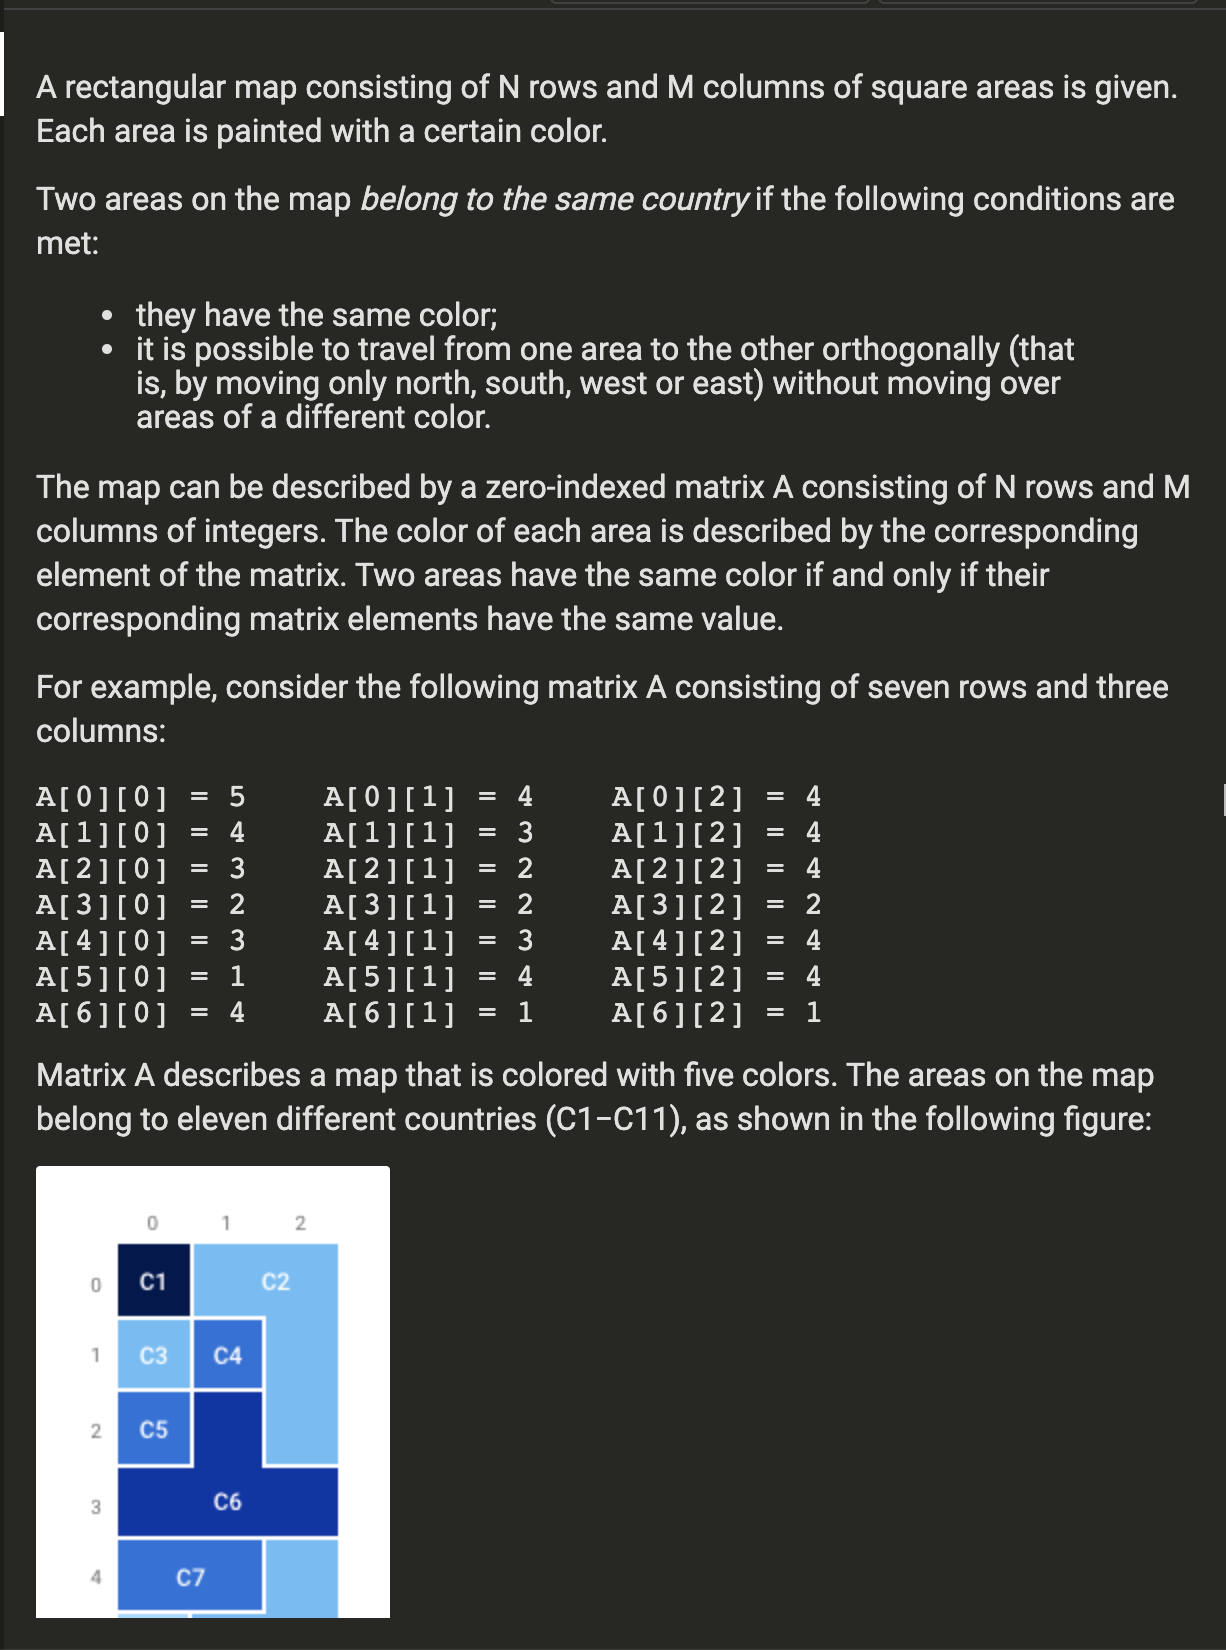 A rectangular map consisting of N rows and M columns of square areas is given.
Each area is painted with a certain color.
Two areas on the map belong to the same country if the following conditions are
met:
• they have the same color;
• it is possible to travel from one area to the other orthogonally (that
is, by moving only north, south, west or east) without moving over
areas of a different color.
The map can be described by a zero-indexed matrix A consisting of N rows and M
columns of integers. The color of each area is described by the corresponding
element of the matrix. Two areas have the same color if and only if their
corresponding matrix elements have the same value.
For example, consider the following matrix A consisting of seven rows and three
columns:
A[0][0] = 5    A[0][1] = 4    A[0][2] = 4
A[1][0] = 4    A[1][1] = 3    A[1][2] = 4
A[2][0] = 3    A[2][1] = 2    A[2][2] = 4
A[3][0] = 2    A[3][1] = 2    A[3][2] = 2
A[4][0] = 3    A[4][1] = 3    A[4][2] = 4
A[5][0] = 1    A[5][1] = 4    A[5][2] = 4
A[6][0] = 4    A[6][1] = 1    A[6][2] = 1
Matrix A describes a map that is colored with five colors. The areas on the map
belong to eleven different countries (C1−C11), as shown in the following figure:
0 1 2
0 C1 C2
1 C3 C4
2 C5
3 C6
4 C7